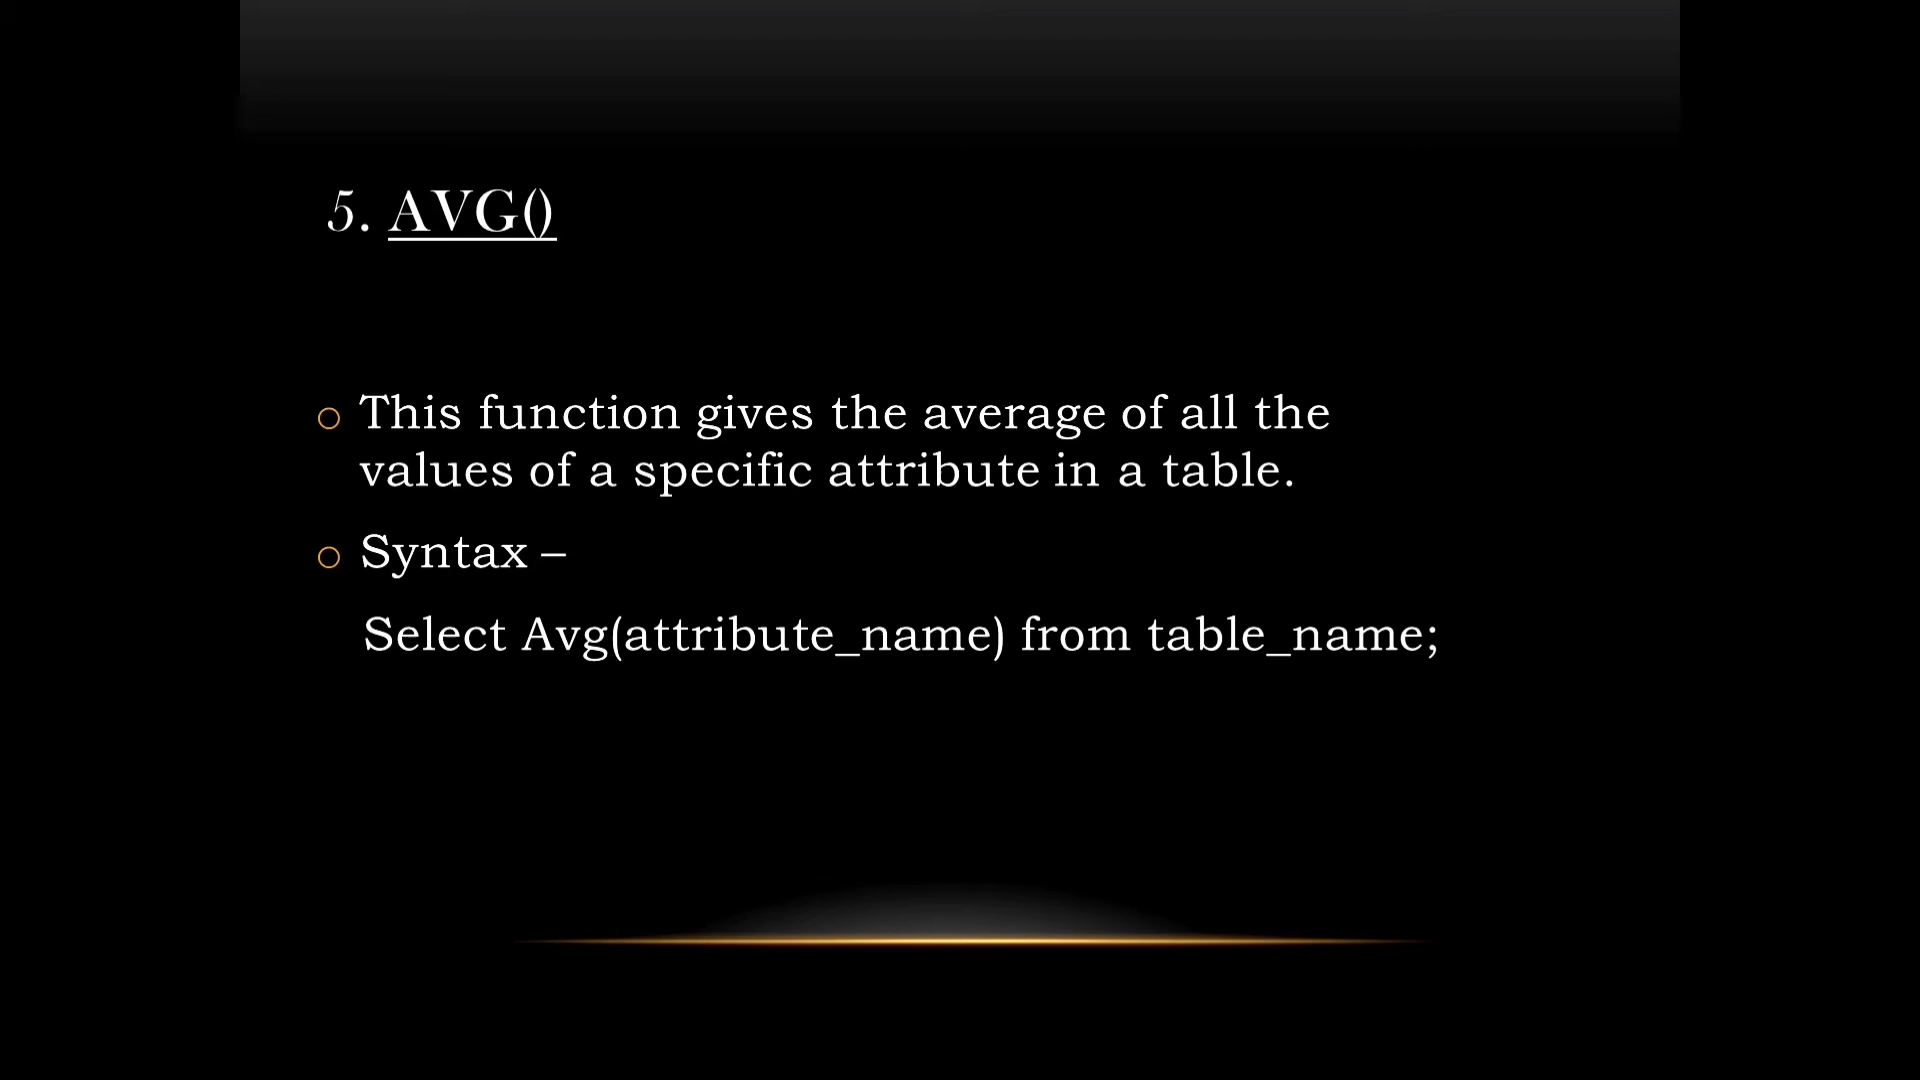 5. AVG()
○ This function gives the average of all the
values of a specific attribute in a table.
○ Syntax –
Select Avg(attribute_name) from table_name;